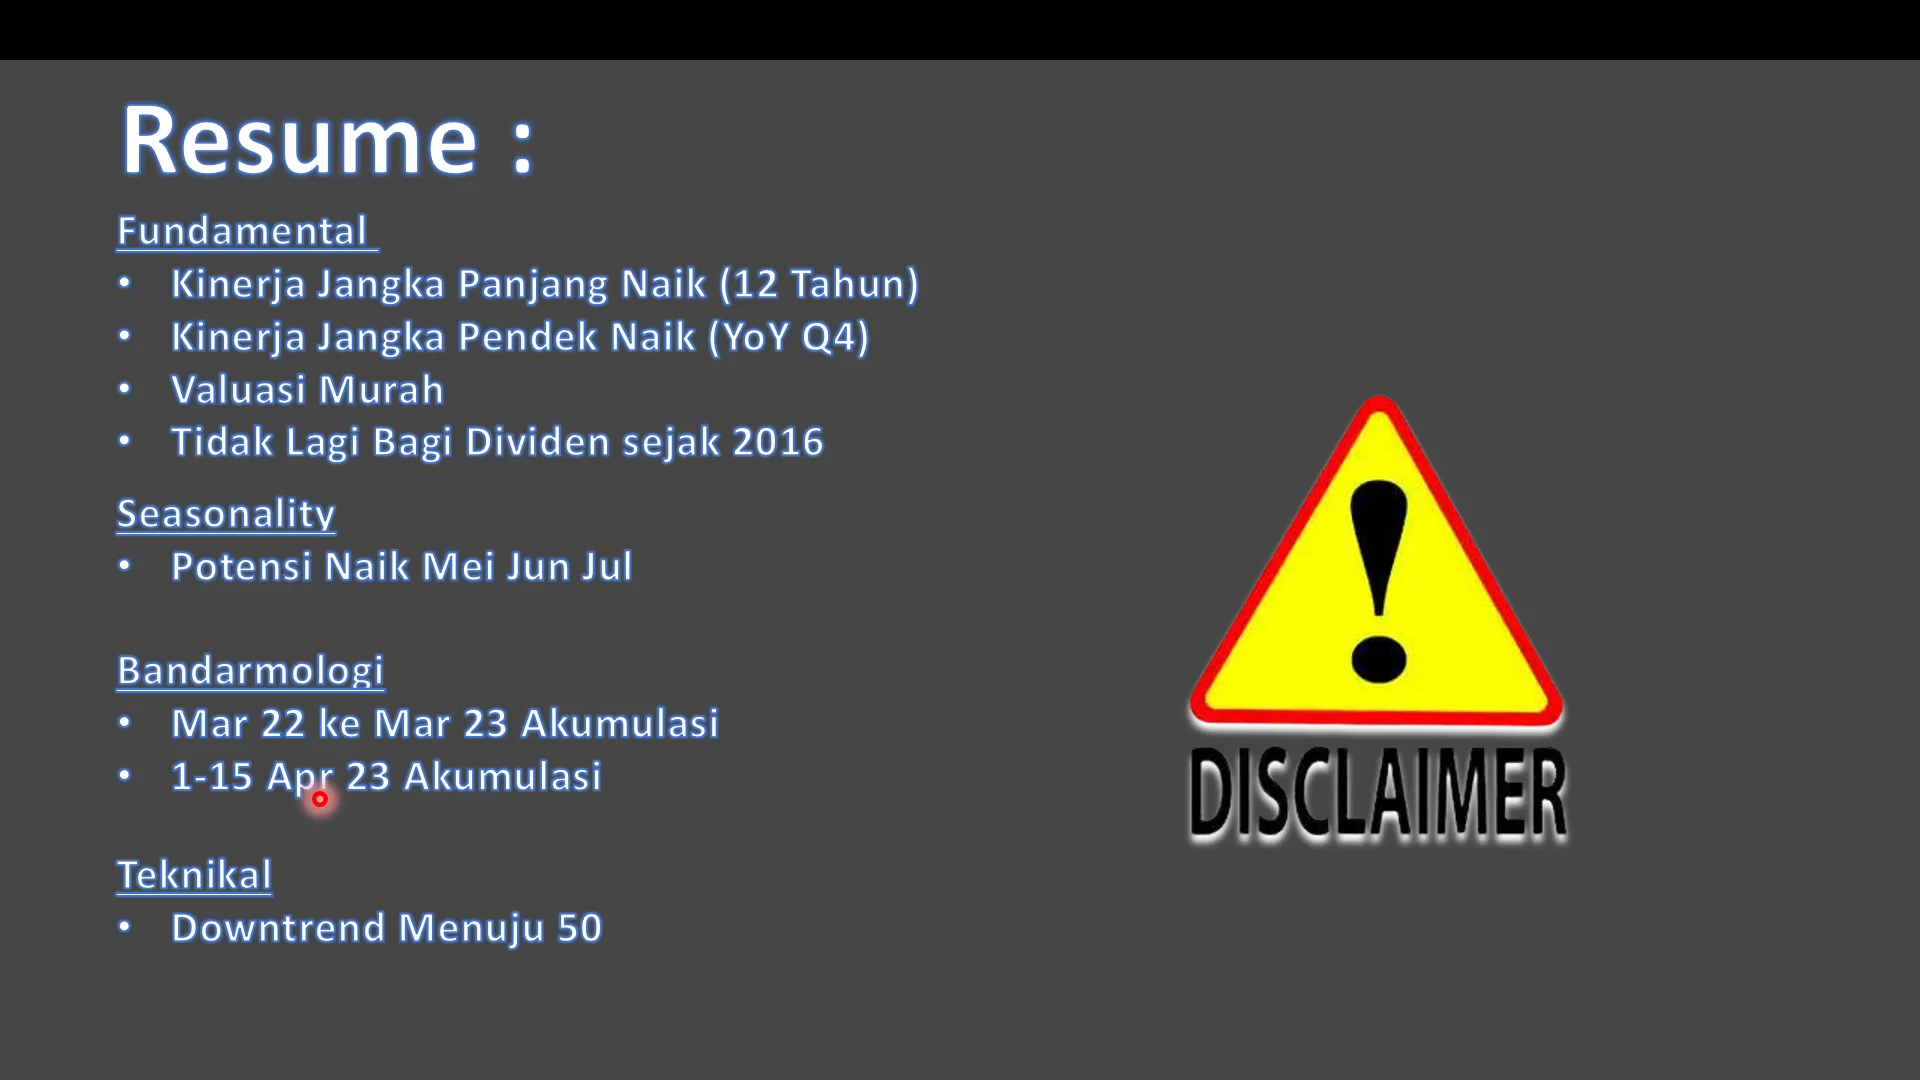 Resume :
Fundamental
• Kinerja Jangka Panjang Naik (12 Tahun)
• Kinerja Jangka Pendek Naik (YoY Q4)
• Valuasi Murah
• Tidak Lagi Bagi Dividen sejak 2016
Seasonality
• Potensi Naik Mei Jun Jul
Bandarmologi
• Mar 22 ke Mar 23 Akumulasi
• 1-15 Apr 23 Akumulasi
Teknikal
• Downtrend Menuju 50
!
DISCLAIMER